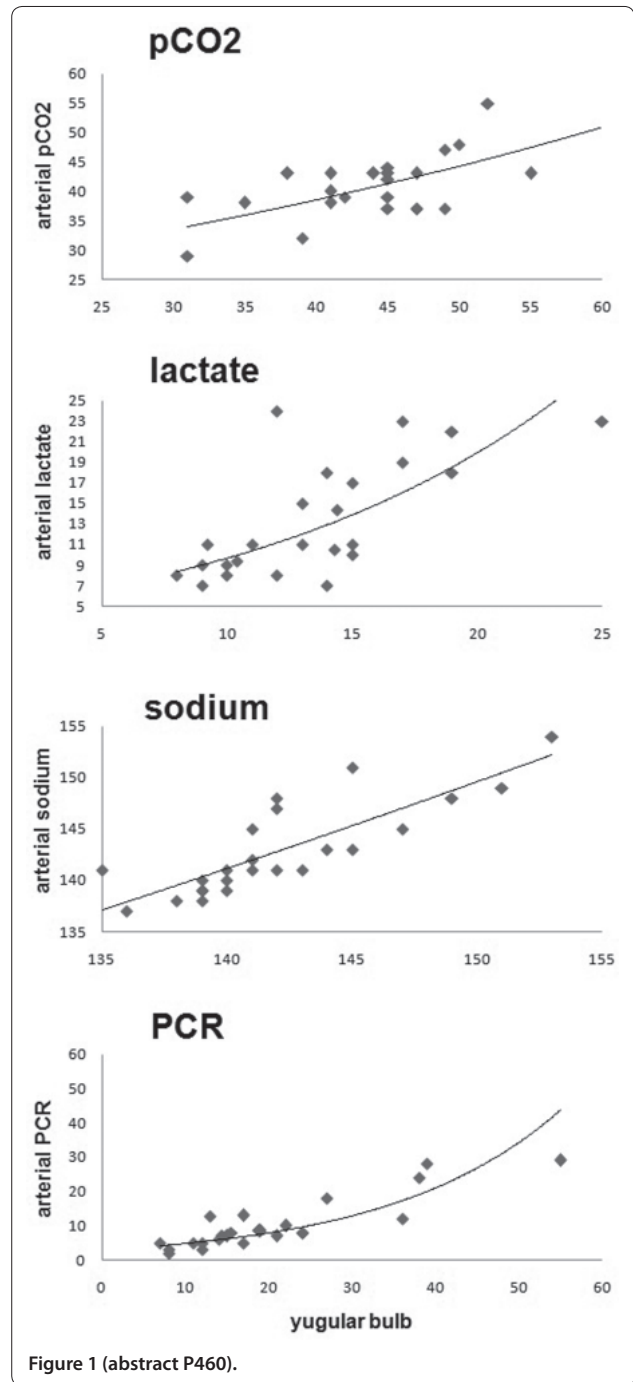 pCO2
arterial pCO2
60
55
50
45
40
35
30
25
25 30 35 40 45 50 55 60
lactate
arterial lactate
25
23
21
19
17
15
13
11
9
7
5
5 10 15 20 25
sodium
arterial sodium
155
150
145
140
135
135 140 145 150 155
PCR
arterial PCR
60
50
40
30
20
10
0
0 10 20 30 40 50 60
yugular bulb
Figure 1 (abstract P460).